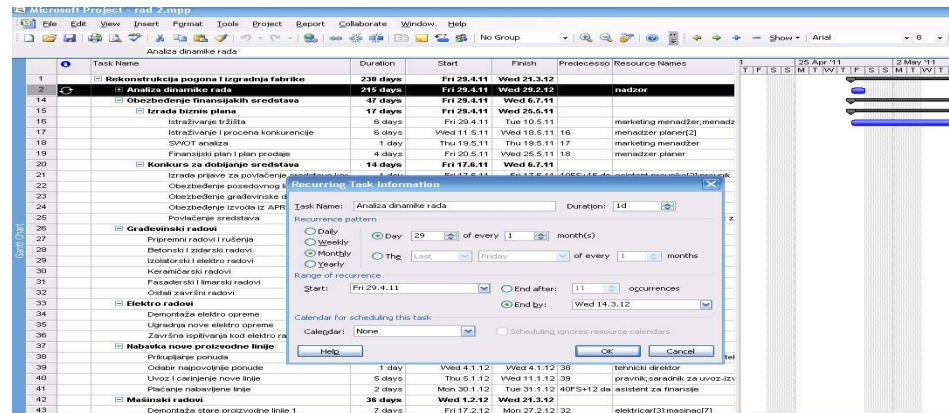 Microsoft Project - rad 2.mpp
File Edit View Insert Format Tools Project Report Collaborate Window Help
No Group Show Arial 8
Analiza dinamike rada
Task Name Duration Start Finish Predecesso Resource Names 25 Apr '11 2 May '11
T F S S M T W T F S S M T W T
1 Rekonstrukcija pogona I izgradnja fabrike 230 days Fri 29.4.11 Wed 21.3.12
2 Analiza dinamike rada 215 days Fri 29.4.11 Wed 29.2.12 nadzor
14 Obezbeđenje finansijakih sredstava 47 days Fri 29.4.11 Wed 6.7.11
15 Izrada biznis plana 17 days Fri 29.4.11 Wed 25.5.11
16 Istraživanje tržišta 8 days Fri 29.4.11 Tue 10.5.11 marketing menadžer;menadz
17 Istraživanje I procena konkurencije 6 days Wed 11.5.11 Wed 18.5.11 16 menadzer planer[2]
18 SWOT analiza 1 day Thu 19.5.11 Thu 19.5.11 17 marketing menadžer
19 Finansijski plan I plan prodaje 4 days Fri 20.5.11 Wed 25.5.11 18 menadzer planer
20 Konkurs za dobijanje sredstava 14 days Fri 17.6.11 Wed 6.7.11
21 Izrada prijave za povlačenje
22 Obezbeđenje posedovnog
23 Obezbeđenje građevinske d
24 Obezbeđenje izvoda iz APR
25 Povlačenje sredstava
26 Građevinski radovi
27 Pripremni radovi I rušenja
28 Betonski I zidarski radovi
29 Izolatorski I elektro radovi
30 Keramičarski radovi
31 Fasaderski I limarski radovi
32 Ostali završni radovi
33 Elektro radovi
34 Demontaža elektro opreme
35 Ugradnja nove elektro opreme
36 Završna ispitivanja kod elektro ra
37 Nabavka nove proizvodne linije
38 Prikupljanje ponuda
39 Odabir najpovoljnije ponude 1 day Wed 4.1.12 Wed 4.1.12 38 tehnicki direktor
40 Uvoz I carinjenje nove linije 5 days Thu 5.1.12 Wed 11.1.12 39 pravnik;saradnik za uvoz-izv
41 Plaćanje nabavljene linije 2 days Mon 30.1.12 Tue 31.1.12 40FS+12 da asistent za finansije
42 Mašinski radovi 36 days Wed 1.2.12 Wed 21.3.12
43 Demontaža stare proizvodne linije 1 7 days Fri 17.2.12 Mon 27.2.12 32 elektricar[3];masinac[7]
Gantt Chart
Recurring Task Information
Task Name: Analiza dinamike rada Duration: 1d
Recurrence pattern
Daily
Weekly
Monthly
Yearly
Day 29 of every 1 month(s)
The Last Friday of every 1 months
Range of recurrence
Start: Fri 29.4.11 End after: 11 occurrences
End by: Wed 14.3.12
Calendar for scheduling this task
Calendar: None Scheduling ignores resource calendars
Help OK Cancel